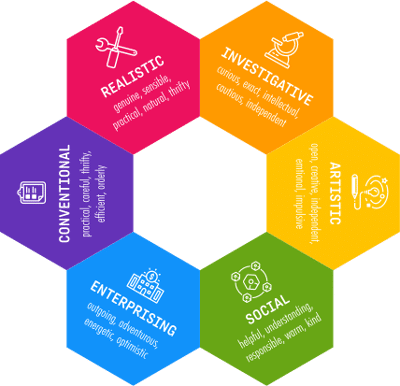 REALISTIC
genuine, sensible,
practical, natural, thrifty
INVESTIGATIVE
curious, exact, intellectual,
cautious, independent
ARTISTIC
open, creative, independent,
emtional, impulsive
SOCIAL
helpful, understanding,
responsible, warm, kind
ENTERPRISING
outgoing, adventurous,
energetic, optimistic
CONVENTIONAL
practical, careful, thrifty,
efficient, orderly